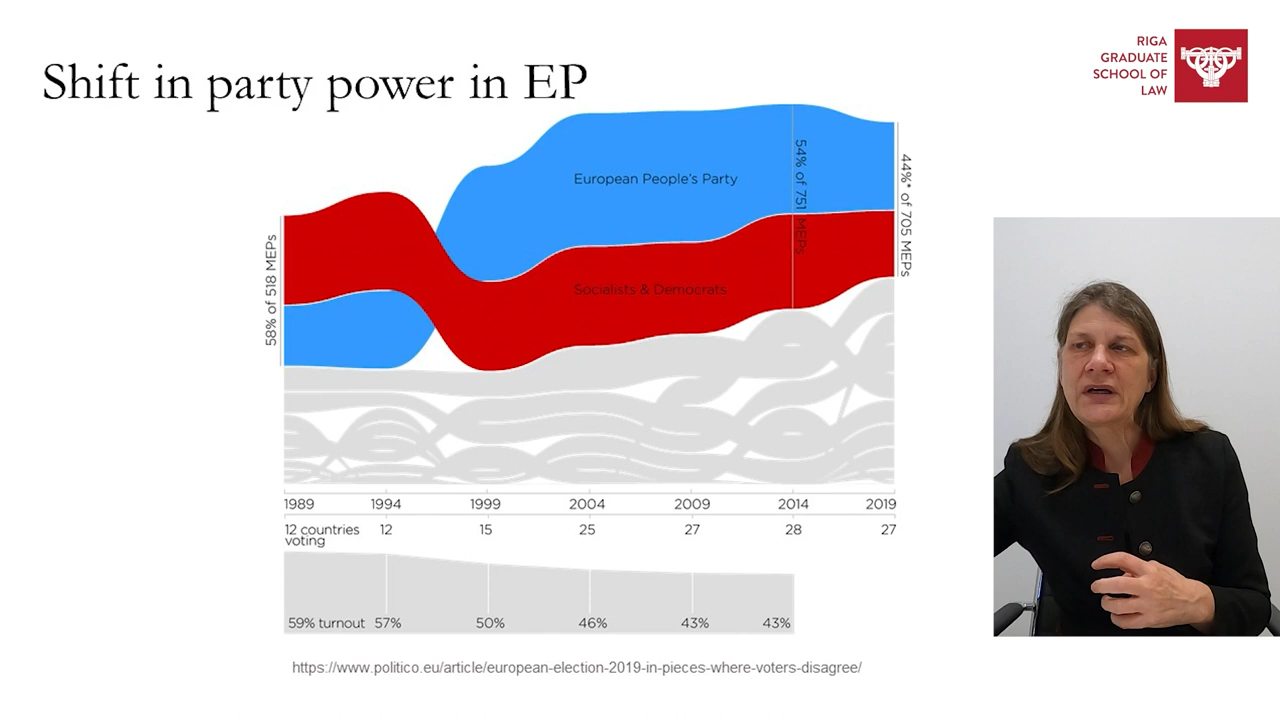 Shift in party power in EP
RIGA
GRADUATE
SCHOOL OF
LAW
European People's Party
Socialists & Democrats
58% of 518 MEPs
54% of 751 MEPs
44%* of 705 MEPs
1989 1994 1999 2004 2009 2014 2019
12 countries 12 15 25 27 28 27
voting
59% turnout 57% 50% 46% 43% 43%
https://www.politico.eu/article/european-election-2019-in-pieces-where-voters-disagree/